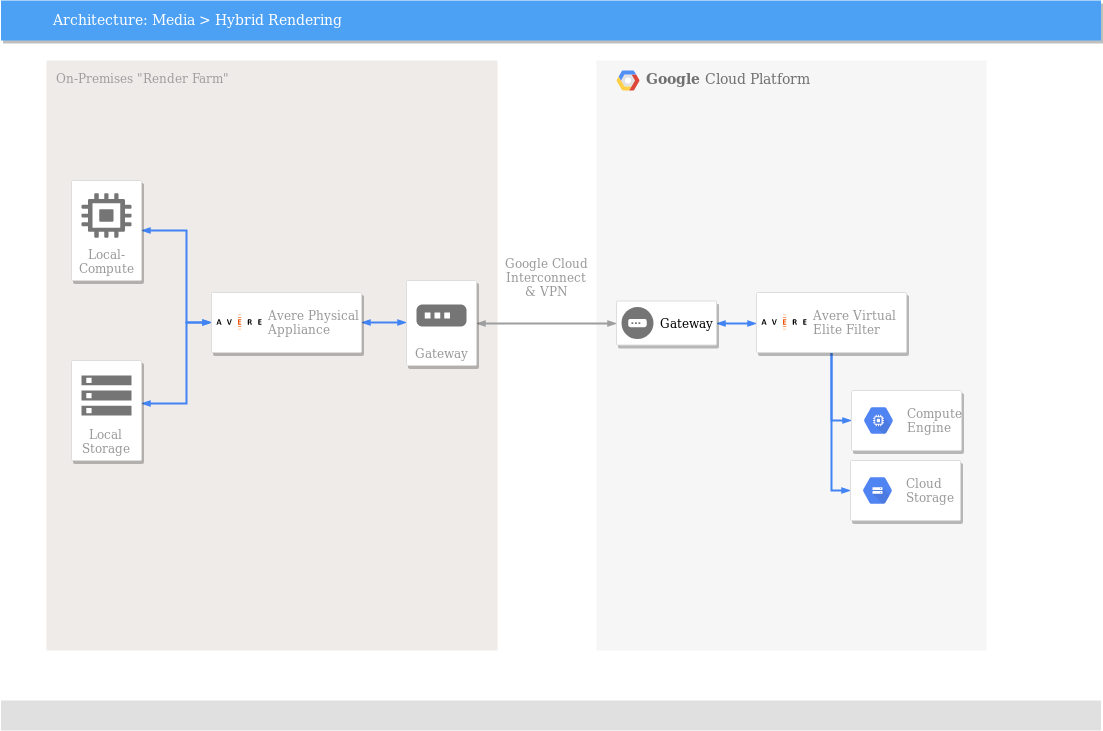 Architecture: Media > Hybrid Rendering
On-Premises "Render Farm"
Google Cloud Platform
Local-
Compute
Local
Storage
AVERE
Avere Physical
Appliance
Gateway
Google Cloud
Interconnect
& VPN
Gateway
AVERE
Avere Virtual
Elite Filter
Compute
Engine
Cloud
Storage